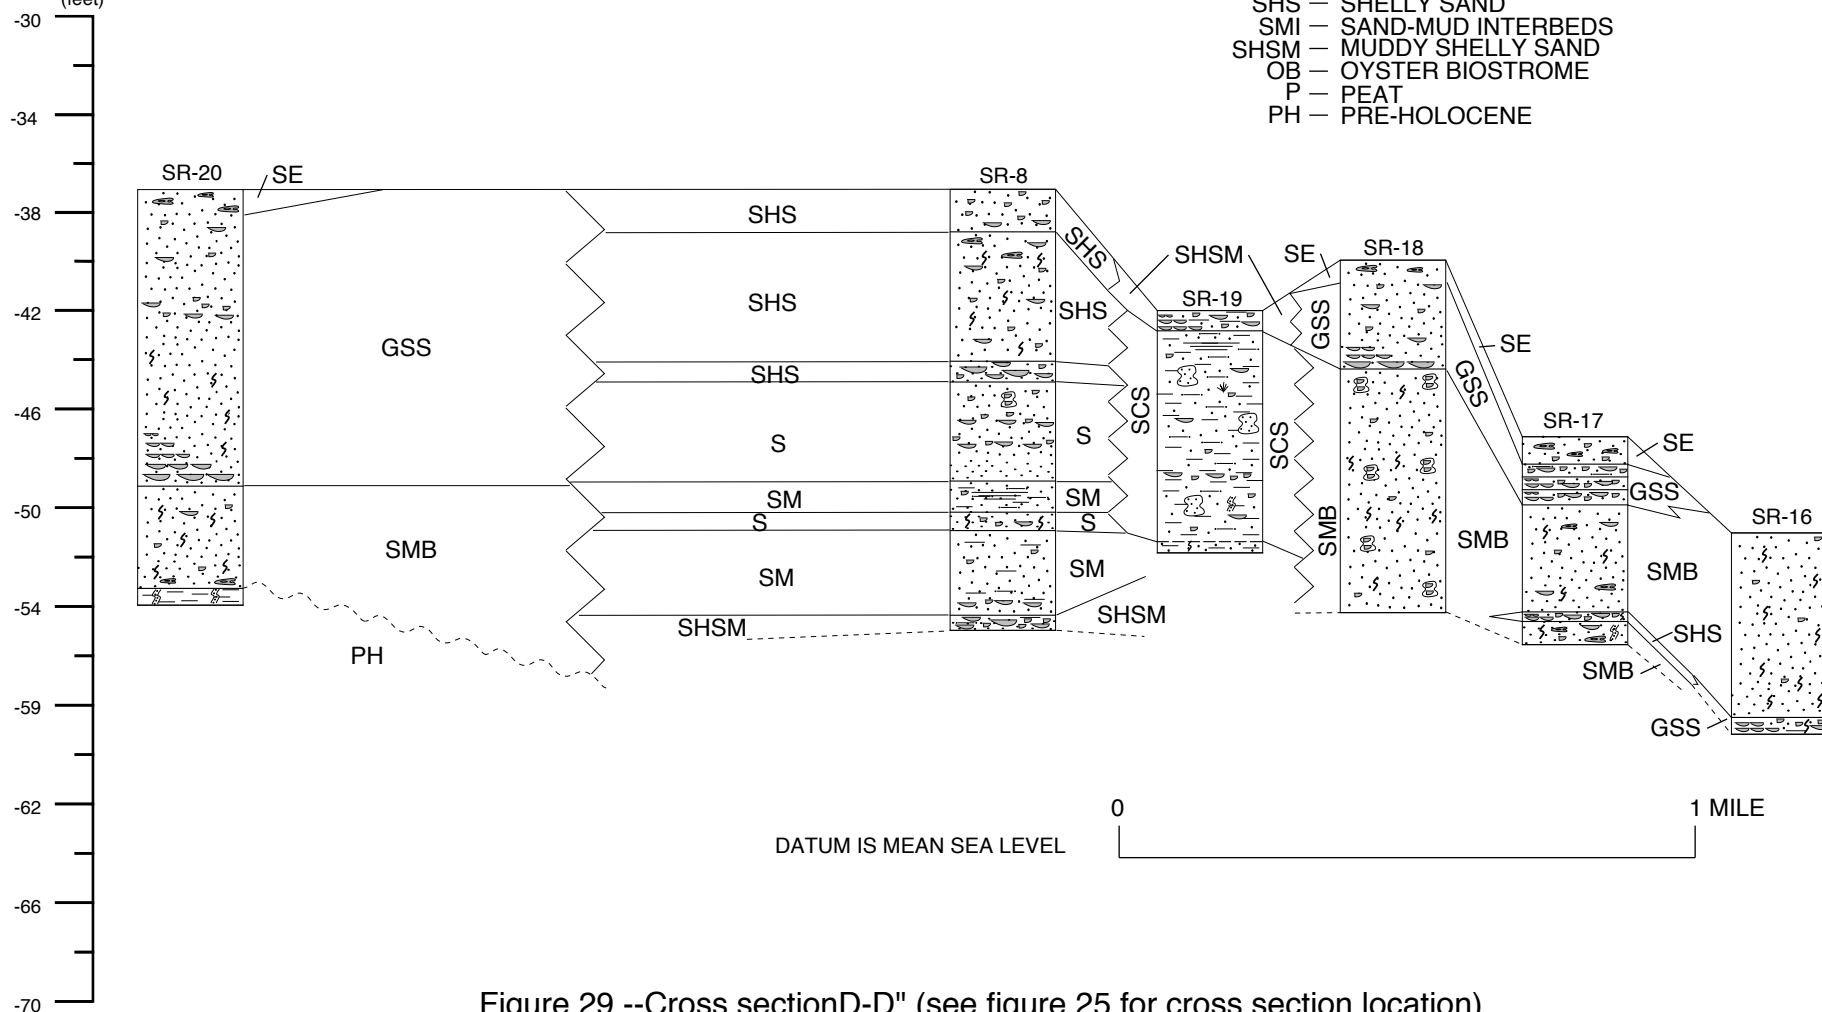 (feet)
SHS — SHELLY SAND
SMI — SAND-MUD INTERBEDS
SHSM — MUDDY SHELLY SAND
OB — OYSTER BIOSTROME
P — PEAT
PH — PRE-HOLOCENE
-30
-34
-38
-42
-46
-50
-54
-59
-62
-66
-70
SR-20
SE
GSS
SMB
PH
SHS
SHS
SHS
S
SM
S
SM
SHSM
SR-8
SHS
SHS
S
SM
S
SM
SHSM
SCS
SHSM
SR-19
SCS
SE
GSS
SMB
SR-18
SE
GSS
SMB
SR-17
SE
GSS
SMB
SHS
SMB
GSS
SR-16
0 1 MILE
DATUM IS MEAN SEA LEVEL
Figure 29 --Cross sectionD-D" (see figure 25 for cross section location)